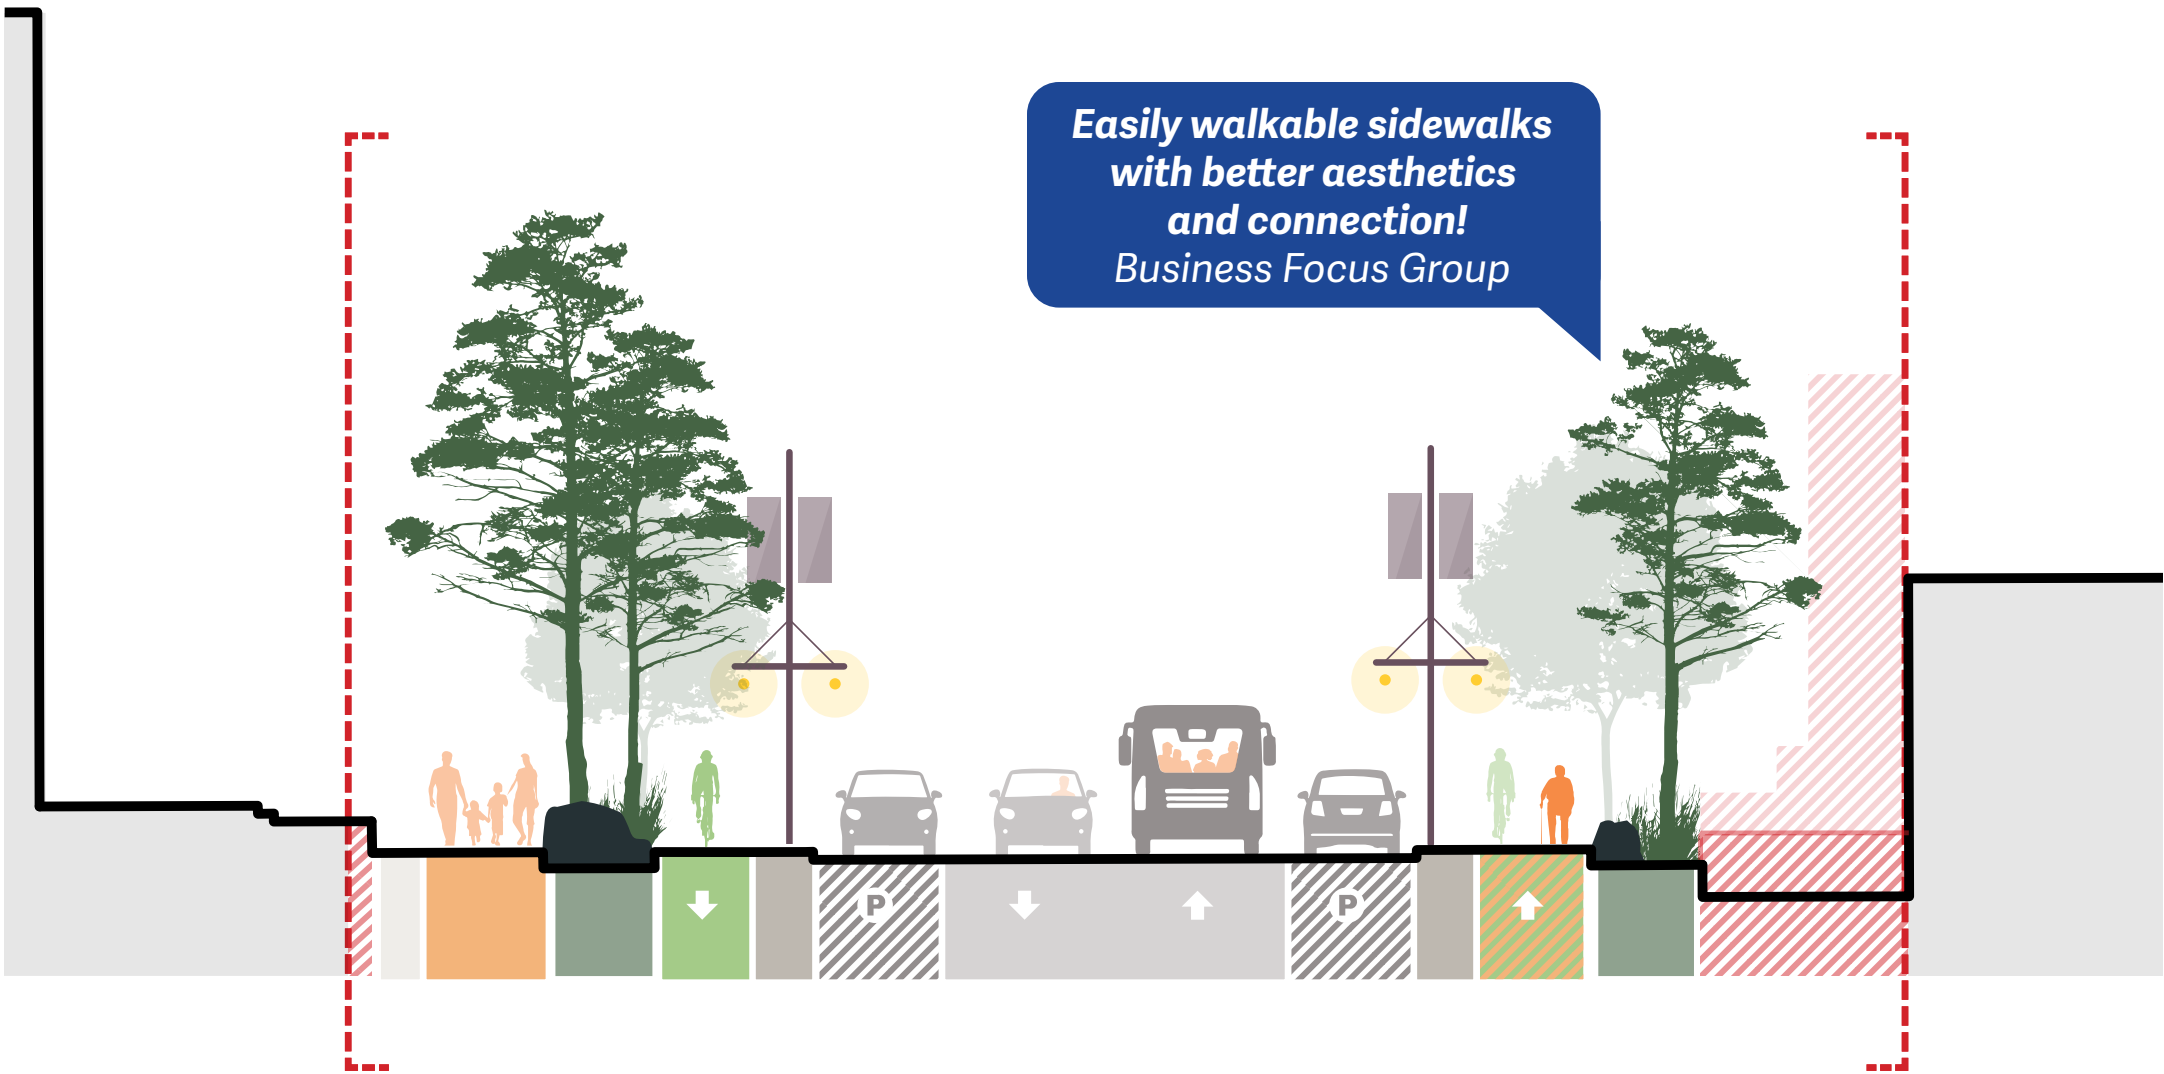 Easily walkable sidewalks
with better aesthetics
and connection!
Business Focus Group
P
P